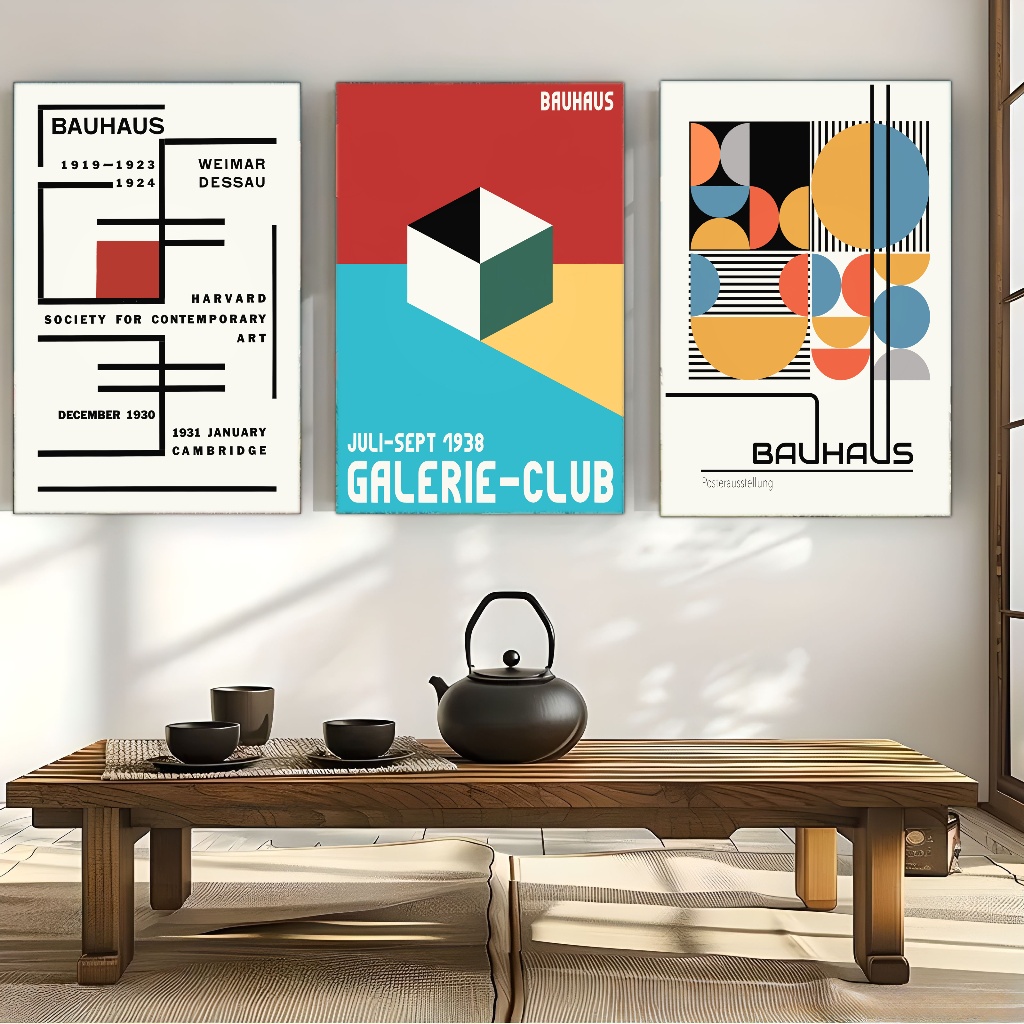 BAUHAUS
1919–1923
1924
WEIMAR
DESSAU
HARVARD
SOCIETY FOR CONTEMPORARY
ART
DECEMBER 1930
1931 JANUARY
CAMBRIDGE
BAUHAUS
JULI-SEPT 1938
GALERIE-CLUB
BAUHAUS
Posterausstellung